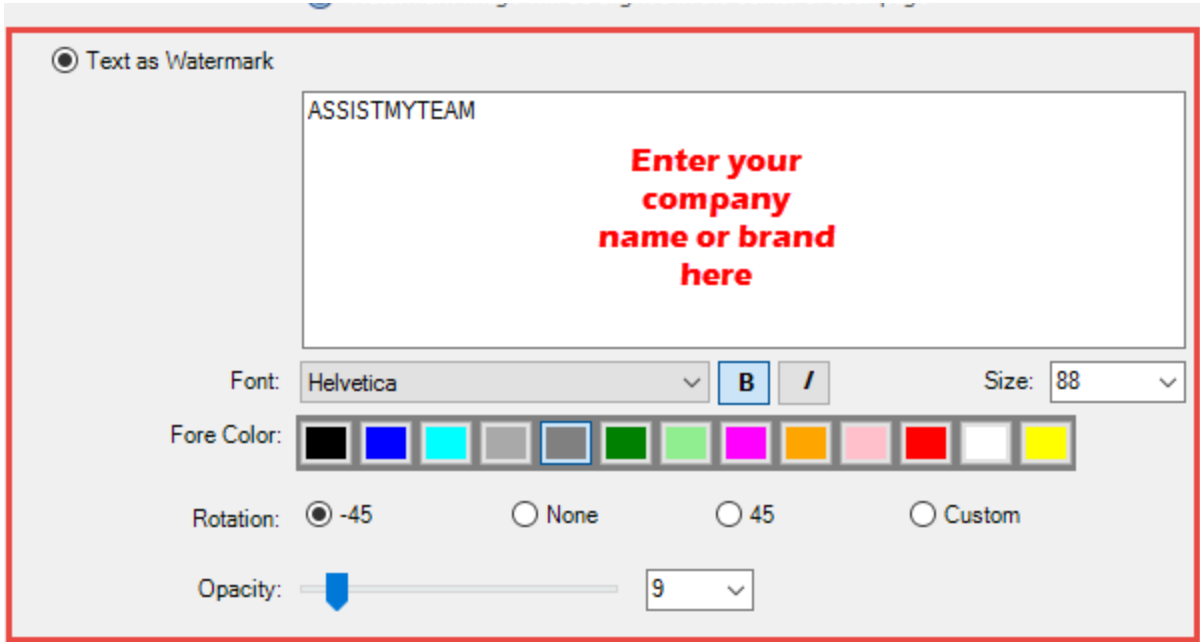 Text as Watermark
ASSISTMYTEAM
Enter your
company
name or brand
here
Font: Helvetica B I Size: 88
Fore Color:
Rotation: -45 None 45 Custom
Opacity: 9